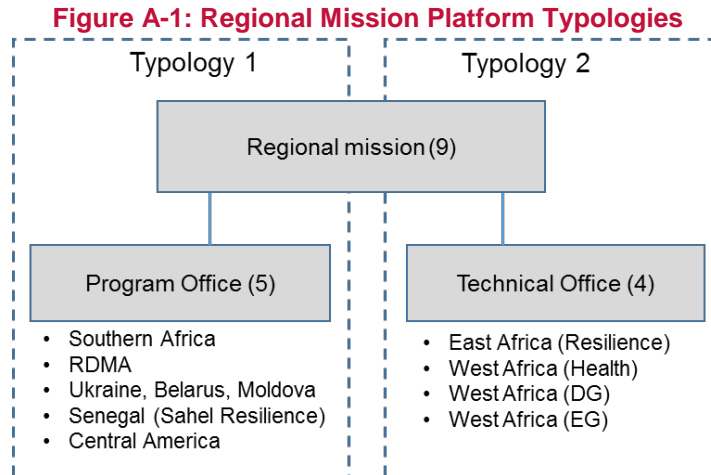 Figure A-1: Regional Mission Platform Typologies
Typology 1
Typology 2
Regional mission (9)
Program Office (5)
Technical Office (4)
• Southern Africa
• RDMA
• Ukraine, Belarus, Moldova
• Senegal (Sahel Resilience)
• Central America
• East Africa (Resilience)
• West Africa (Health)
• West Africa (DG)
• West Africa (EG)